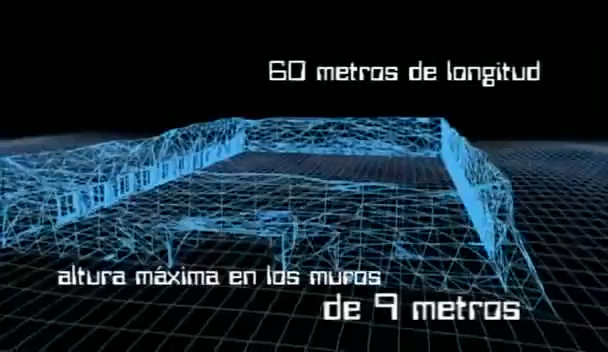 60 metros de longitud
altura máxima en los muros
de 9 metros